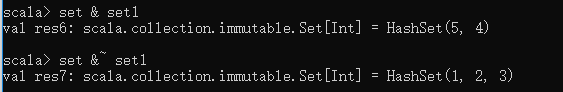 scala> set & set1
val res6: scala.collection.immutable.Set[Int] = HashSet(5, 4)
scala> set &~ set1
val res7: scala.collection.immutable.Set[Int] = HashSet(1, 2, 3)